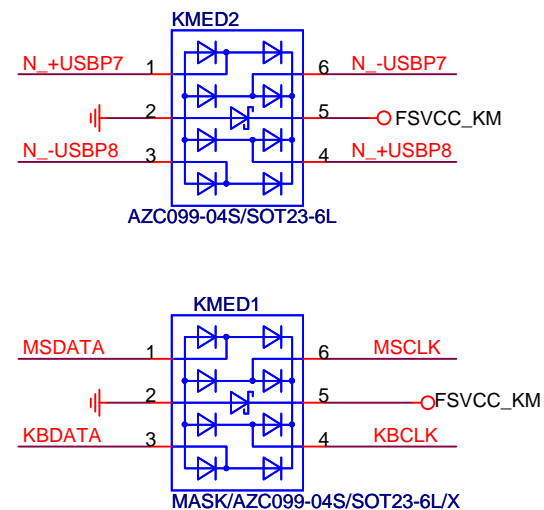 KMED2
N_+USBP7 1 6 N_-USBP7
2 5 FSVCC_KM
N_-USBP8 3 4 N_+USBP8
AZC099-04S/SOT23-6L
KMED1
MSDATA 1 6 MSCLK
2 5 FSVCC_KM
KBDATA 3 4 KBCLK
MASK/AZC099-04S/SOT23-6L/X